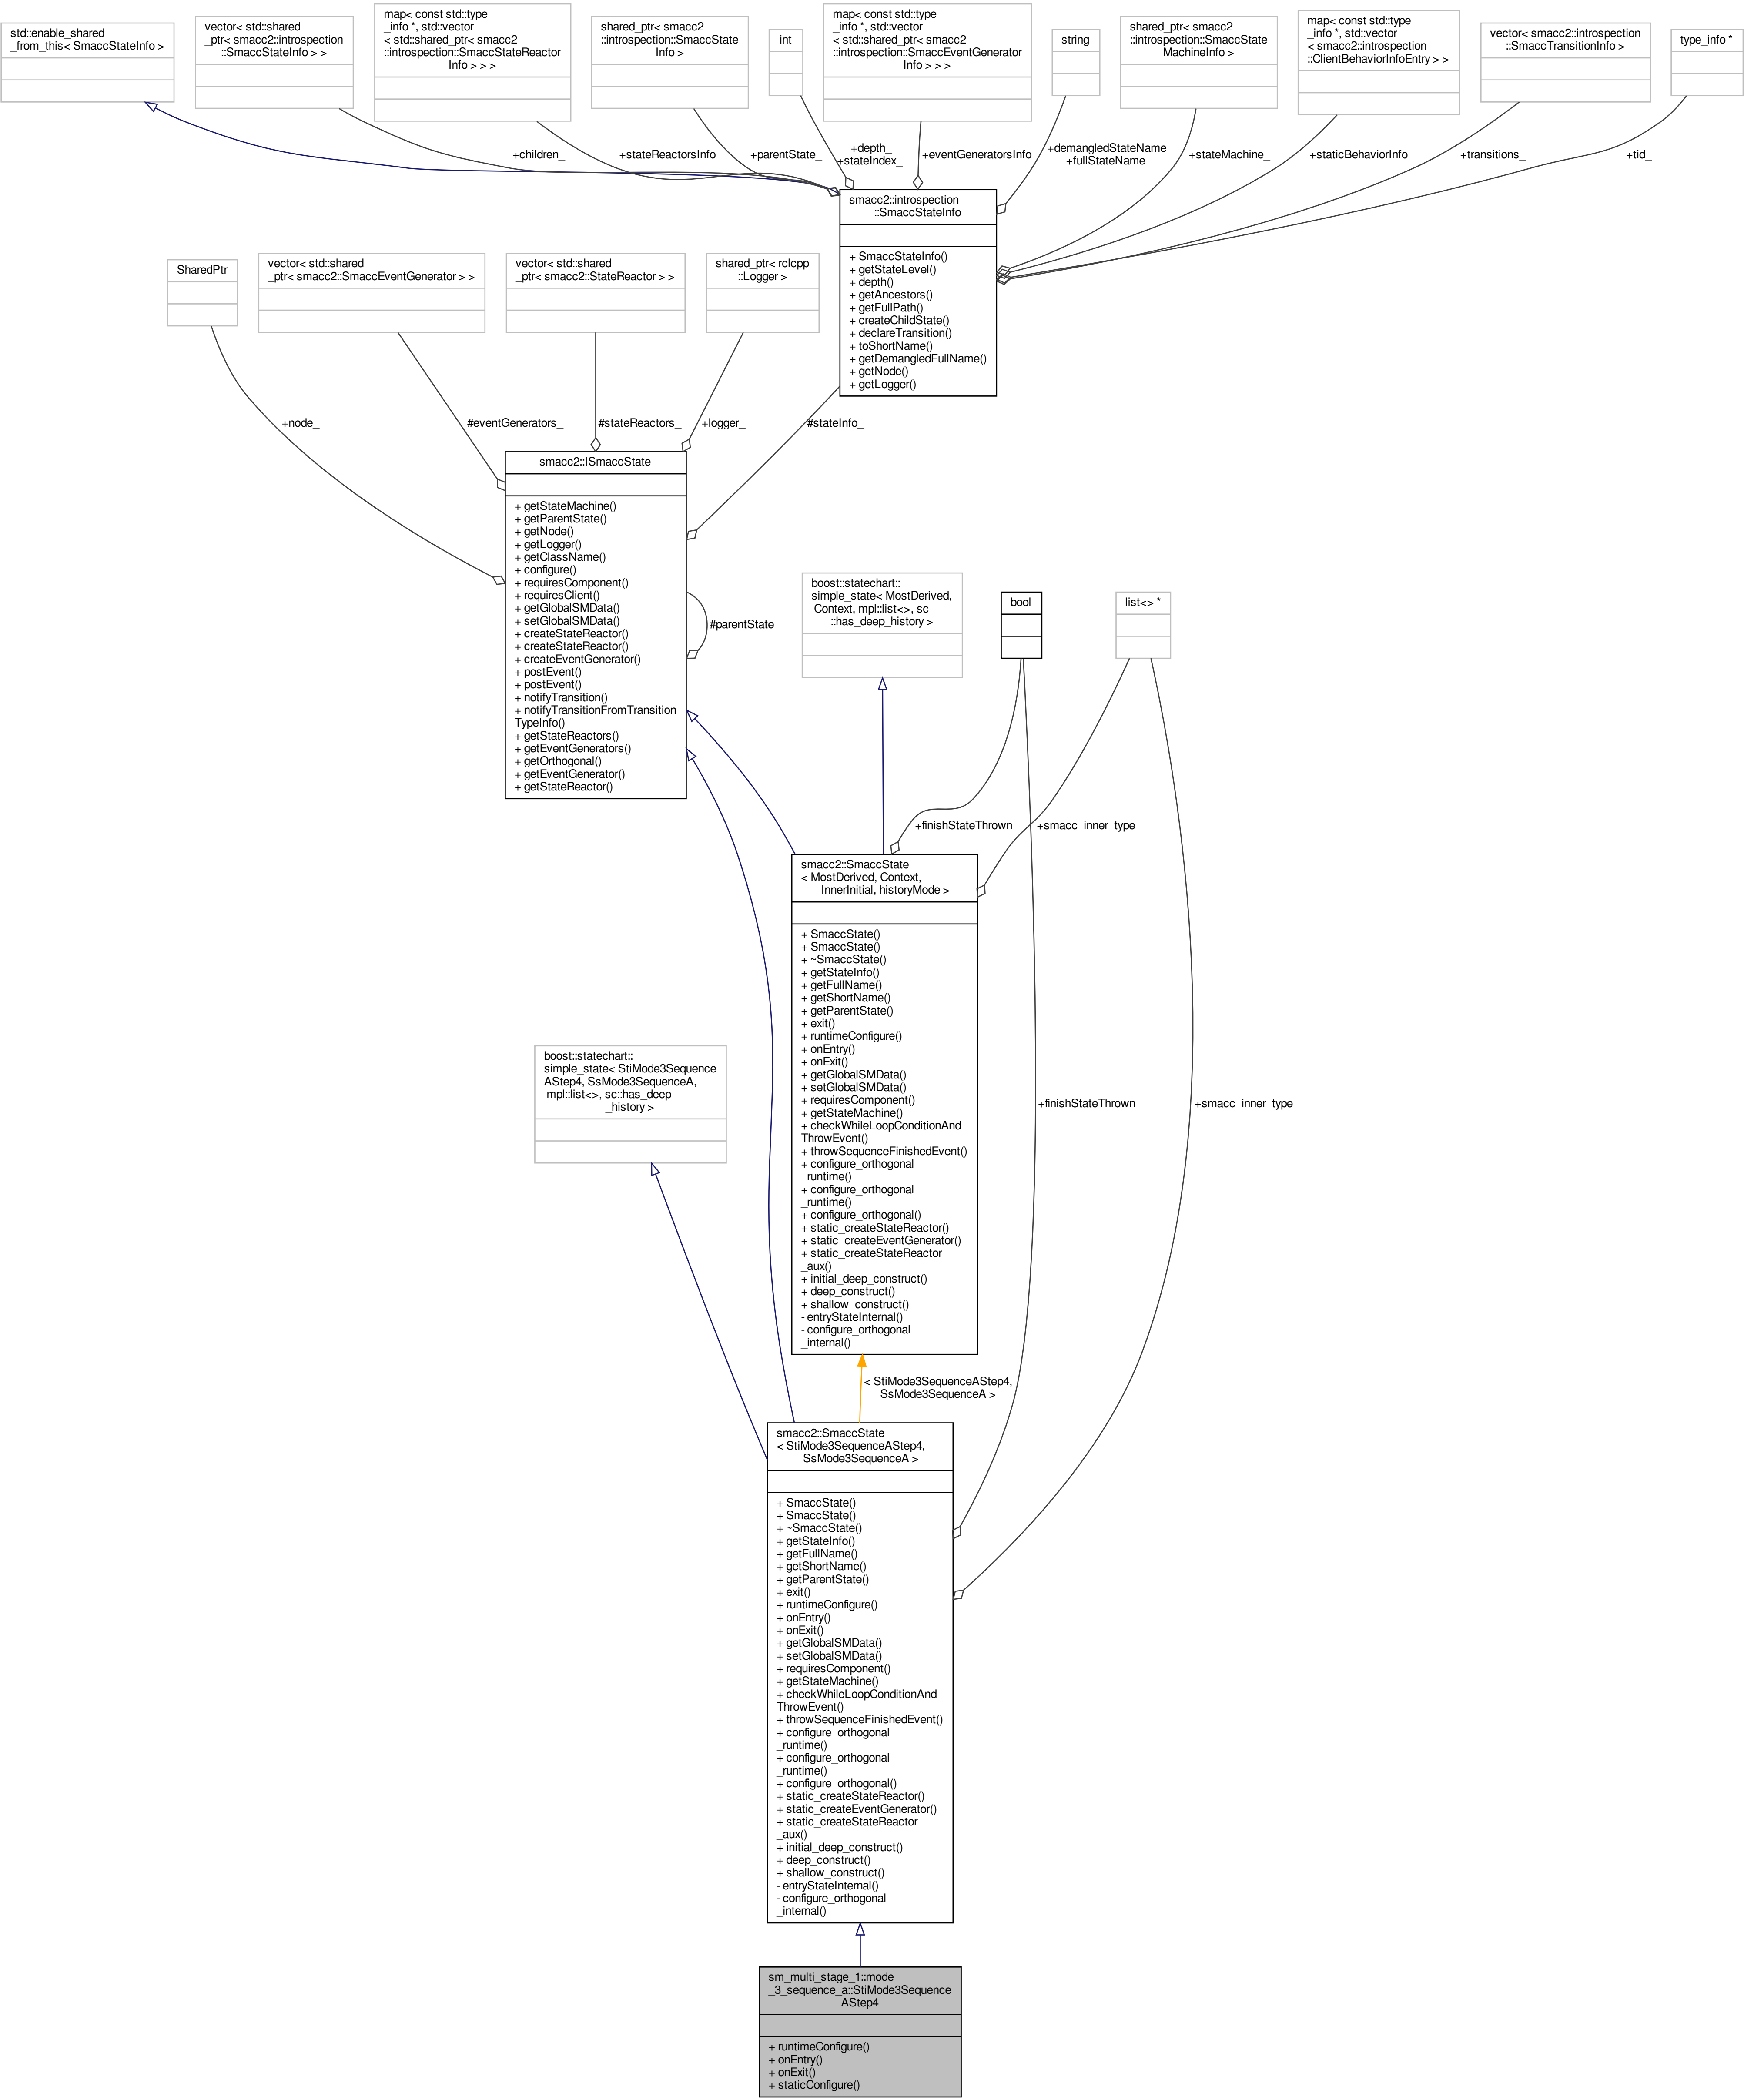 std::enable_shared
_from_this< SmaccStateInfo >
vector< std::shared
_ptr< smacc2::introspection
::SmaccStateInfo > >
map< const std::type
_info *, std::vector
< std::shared_ptr< smacc2
::introspection::SmaccStateReactor
Info > > >
shared_ptr< smacc2
::introspection::SmaccState
Info >
int
map< const std::type
_info *, std::vector
< std::shared_ptr< smacc2
::introspection::SmaccEventGenerator
Info > > >
string
shared_ptr< smacc2
::introspection::SmaccState
MachineInfo >
map< const std::type
_info *, std::vector
< smacc2::introspection
::ClientBehaviorInfoEntry > >
vector< smacc2::introspection
::SmaccTransitionInfo >
type_info *
+children_
+stateReactorsInfo
+parentState_
+depth_
+stateIndex_
+eventGeneratorsInfo
+demangledStateName
+fullStateName
+stateMachine_
+staticBehaviorInfo
+transitions_
+tid_
smacc2::introspection
::SmaccStateInfo
+ SmaccStateInfo()
+ getStateLevel()
+ depth()
+ getAncestors()
+ getFullPath()
+ createChildState()
+ declareTransition()
+ toShortName()
+ getDemangledFullName()
+ getNode()
+ getLogger()
SharedPtr
vector< std::shared
_ptr< smacc2::SmaccEventGenerator > >
vector< std::shared
_ptr< smacc2::StateReactor > >
shared_ptr< rclcpp
::Logger >
+node_
#eventGenerators_
#stateReactors_
+logger_
#stateInfo_
smacc2::ISmaccState
+ getStateMachine()
+ getParentState()
+ getNode()
+ getLogger()
+ getClassName()
+ configure()
+ requiresComponent()
+ requiresClient()
+ getGlobalSMData()
+ setGlobalSMData()
+ createStateReactor()
+ createStateReactor()
+ createEventGenerator()
+ postEvent()
+ postEvent()
+ notifyTransition()
+ notifyTransitionFromTransition
TypeInfo()
+ getStateReactors()
+ getEventGenerators()
+ getOrthogonal()
+ getEventGenerator()
+ getStateReactor()
#parentState_
boost::statechart::
simple_state< MostDerived,
Context, mpl::list<>, sc
::has_deep_history >
bool
list<> *
+finishStateThrown
+smacc_inner_type
smacc2::SmaccState
< MostDerived, Context,
InnerInitial, historyMode >
+ SmaccState()
+ SmaccState()
+ ~SmaccState()
+ getStateInfo()
+ getFullName()
+ getShortName()
+ getParentState()
+ exit()
+ runtimeConfigure()
+ onEntry()
+ onExit()
+ getGlobalSMData()
+ setGlobalSMData()
+ requiresComponent()
+ getStateMachine()
+ checkWhileLoopConditionAnd
ThrowEvent()
+ throwSequenceFinishedEvent()
+ configure_orthogonal
_runtime()
+ configure_orthogonal
_runtime()
+ configure_orthogonal()
+ static_createStateReactor()
+ static_createEventGenerator()
+ static_createStateReactor
_aux()
+ initial_deep_construct()
+ deep_construct()
+ shallow_construct()
- entryStateInternal()
- configure_orthogonal
_internal()
boost::statechart::
simple_state< StiMode3Sequence
AStep4, SsMode3SequenceA,
mpl::list<>, sc::has_deep
_history >
+finishStateThrown
+smacc_inner_type
< StiMode3SequenceAStep4,
SsMode3SequenceA >
smacc2::SmaccState
< StiMode3SequenceAStep4,
SsMode3SequenceA >
+ SmaccState()
+ SmaccState()
+ ~SmaccState()
+ getStateInfo()
+ getFullName()
+ getShortName()
+ getParentState()
+ exit()
+ runtimeConfigure()
+ onEntry()
+ onExit()
+ getGlobalSMData()
+ setGlobalSMData()
+ requiresComponent()
+ getStateMachine()
+ checkWhileLoopConditionAnd
ThrowEvent()
+ throwSequenceFinishedEvent()
+ configure_orthogonal
_runtime()
+ configure_orthogonal
_runtime()
+ configure_orthogonal()
+ static_createStateReactor()
+ static_createEventGenerator()
+ static_createStateReactor
_aux()
+ initial_deep_construct()
+ deep_construct()
+ shallow_construct()
- entryStateInternal()
- configure_orthogonal
_internal()
sm_multi_stage_1::mode
_3_sequence_a::StiMode3Sequence
AStep4
+ runtimeConfigure()
+ onEntry()
+ onExit()
+ staticConfigure()